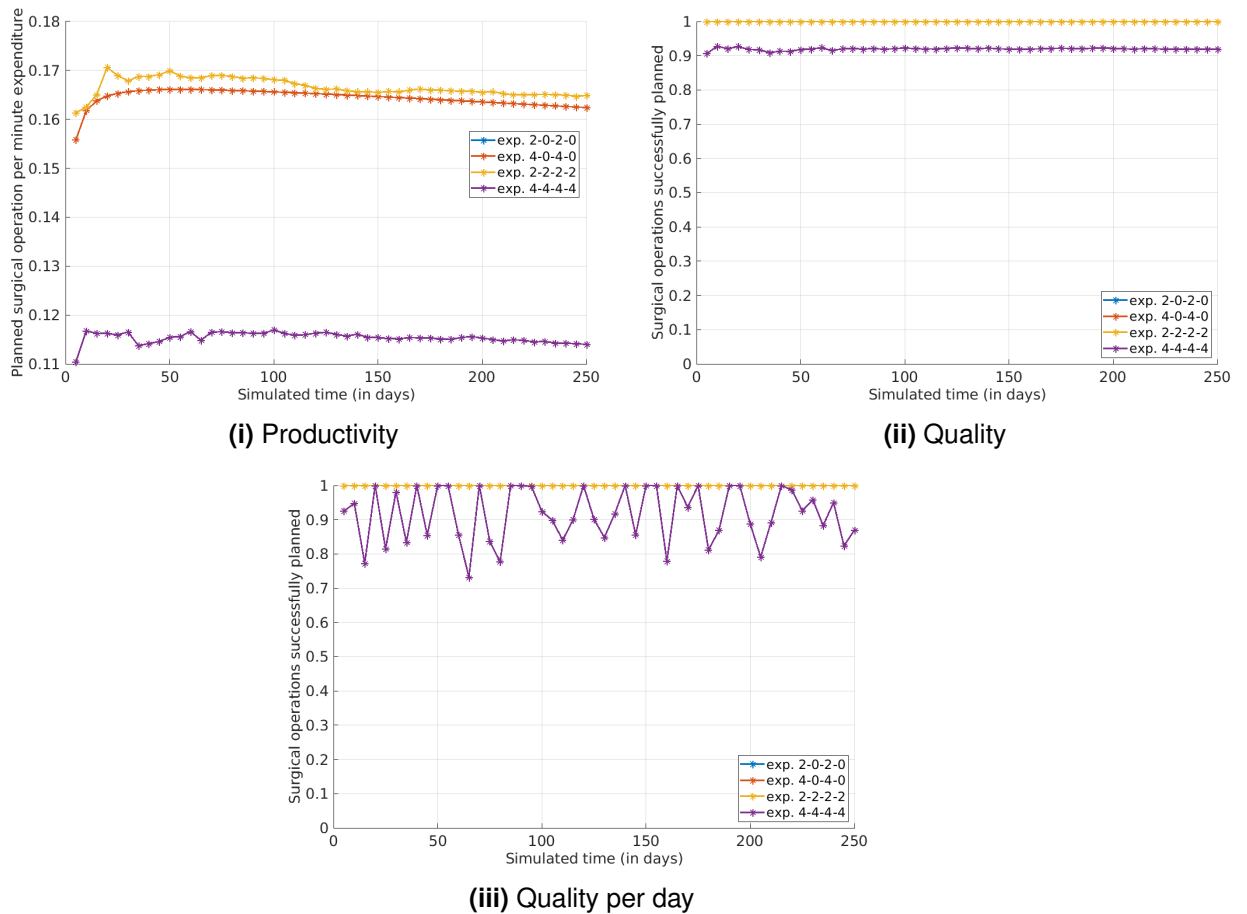 Planned surgical operation per minute expenditure
0.18
0.17
0.16
0.15
0.14
0.13
0.12
0.11
0 50 100 150 200 250
Simulated time (in days)
exp. 2-0-2-0
exp. 4-0-4-0
exp. 2-2-2-2
exp. 4-4-4-4
(i) Productivity
Surgical operations successfully planned
1
0.9
0.8
0.7
0.6
0.5
0.4
0.3
0.2
0.1
0
0 50 100 150 200 250
Simulated time (in days)
exp. 2-0-2-0
exp. 4-0-4-0
exp. 2-2-2-2
exp. 4-4-4-4
(ii) Quality
Surgical operations successfully planned
1
0.9
0.8
0.7
0.6
0.5
0.4
0.3
0.2
0.1
0
0 50 100 150 200 250
Simulated time (in days)
exp. 2-0-2-0
exp. 4-0-4-0
exp. 2-2-2-2
exp. 4-4-4-4
(iii) Quality per day